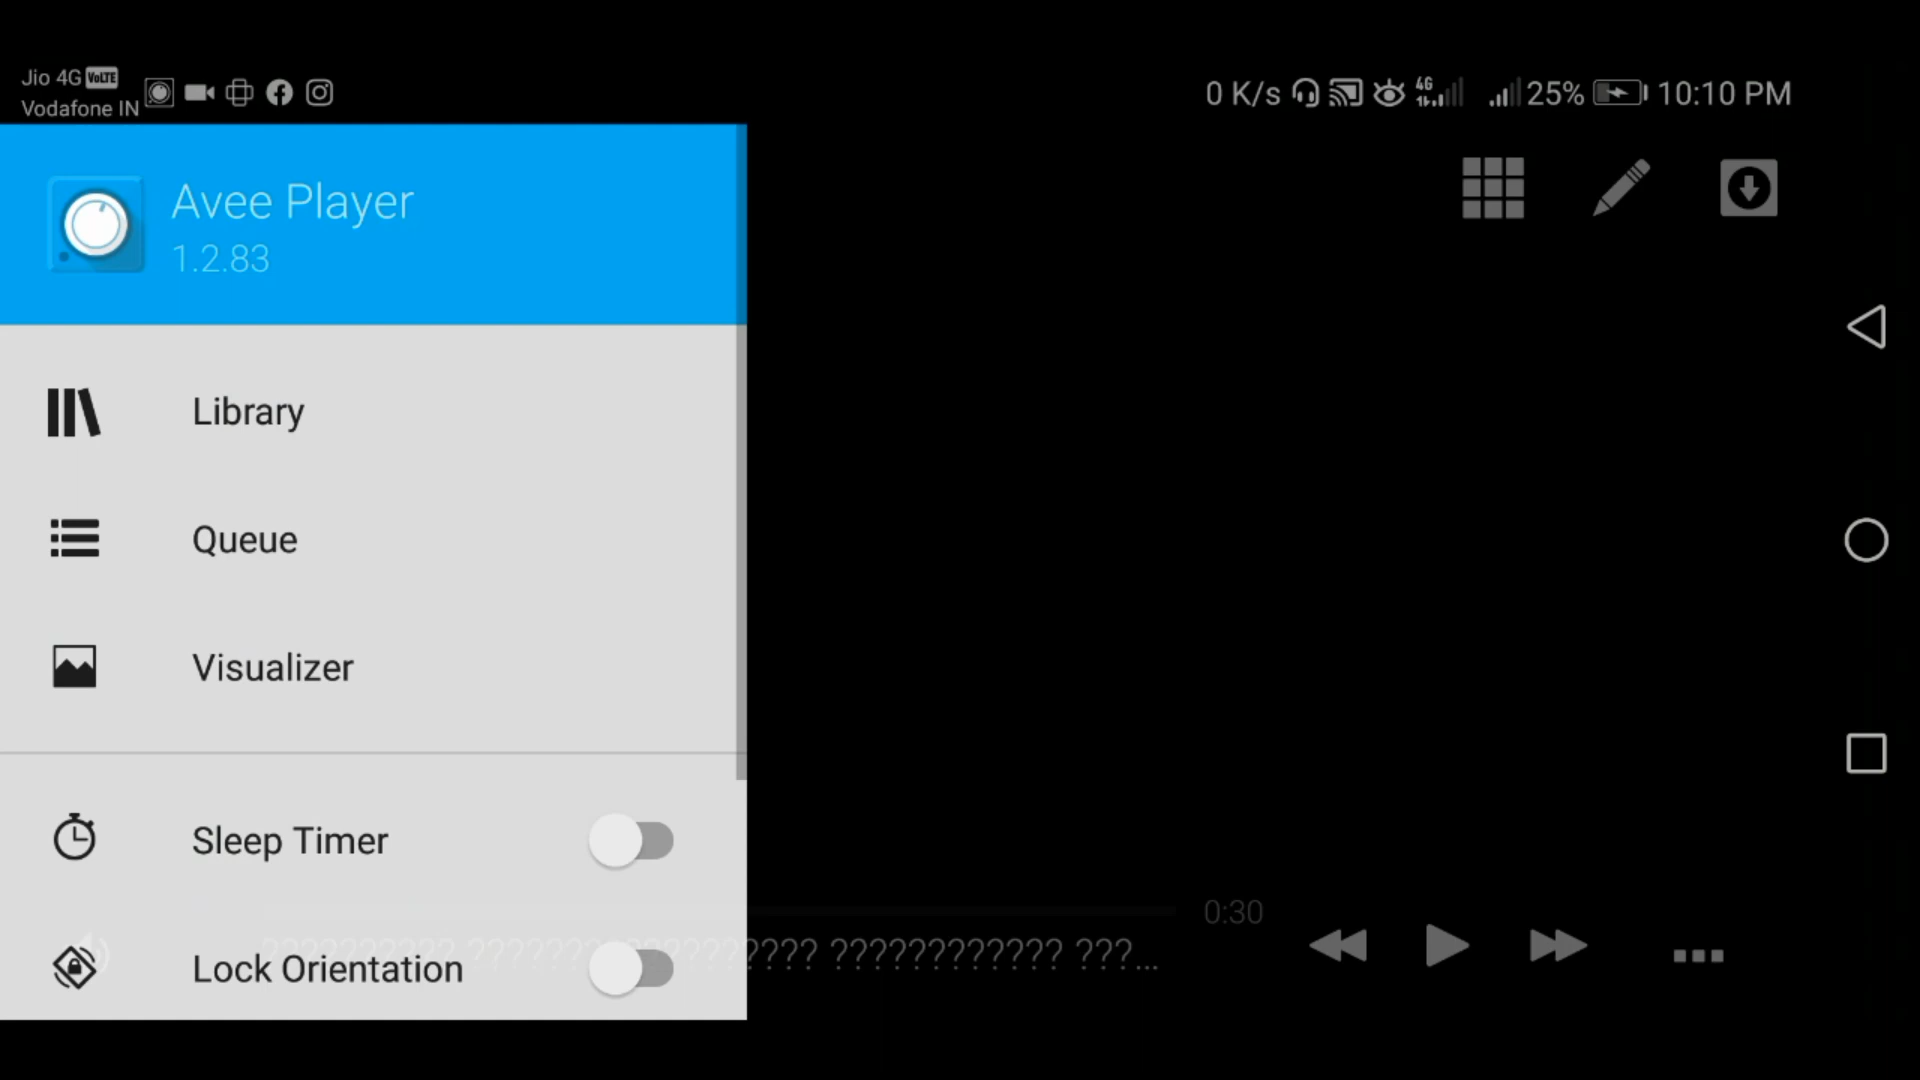 Jio 4G VoLTE
Vodafone IN
0 K/s 4G 25% 10:10 PM
Avee Player
1.2.83
Library
Queue
Visualizer
Sleep Timer
0:30
?????????? ??????? ?????????? ???????????? ???...
Lock Orientation